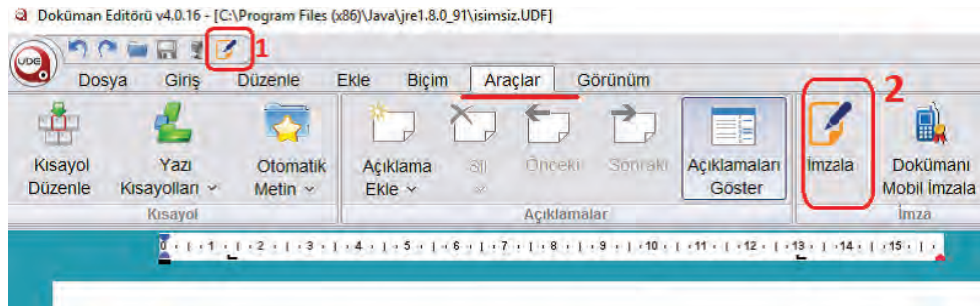 Doküman Editörü v4.0.16 - [C:\Program Files (x86)\Java\jre1.8.0_91\isimsiz.UDF]
UDE
1
Dosya Giriş Düzenle Ekle Biçim Araçlar Görünüm
2
Kısayol Düzenle
Yazı Kısayolları
Otomatik Metin
Açıklama Ekle
Sil
Önceki
Sonraki
Açıklamaları Göster
İmzala
Dokümanı Mobil İmzala
Kısayol Açıklamalar İmza
0 1 2 3 4 5 6 7 8 9 10 11 12 13 14 15